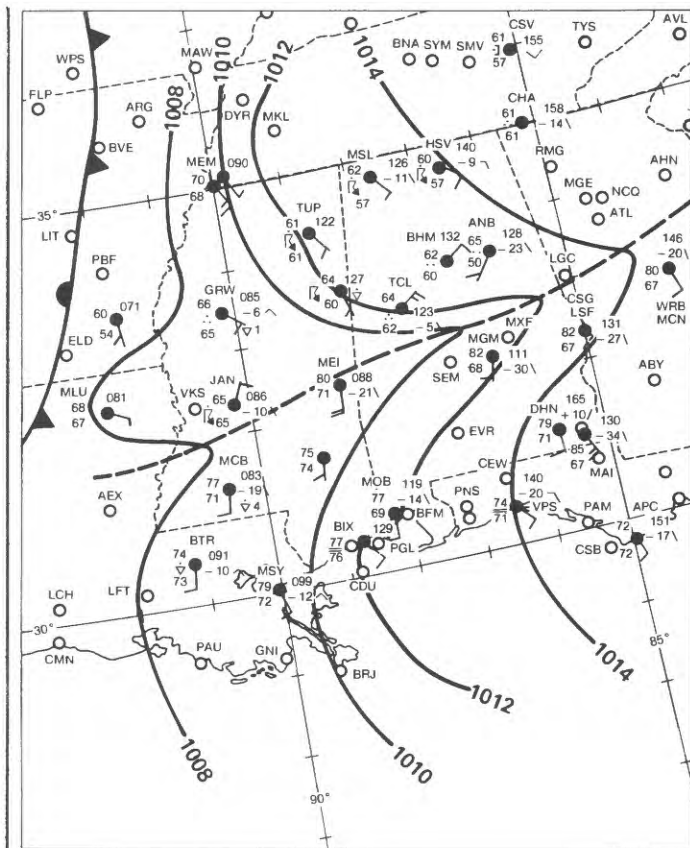 CSV
61 155
57
BNA SYM SMV
TYS
AVL
WPS
MAW
1010
1012
1014
FLP
ARG
1008
DYR
MKL
CHA
61 158
61 -14
BVE
MEM 090
70
68
MSL 126
62 -11
57
HSV 140
60 -9
57
RMG
AHN
MGE
NCQ
ATL
35°
LIT
TUP
61 122
61
BHM 132
62
60
ANB 128
65 -23
50
LGC
146
-20
80
67
WRB
MCN
PBF
GRW 085
66 -6
65 1
64 127
60
TCL
64
123
62 -5
CSG
LSF
131
82
67 -27
071
60
54
ELD
MXF
MGM
82 111
68 -30
ABY
MEI
80 088
71 -21
SEM
MLU 081
68
67
VKS
JAN
65 086
65 -10
DHN
79
71
165
+10
130
-34
85
67
MAI
EVR
MCB 083
77 -19
71 4
75
74
AEX
CEW
MOB 119
77 -14
69 BFM
PNS
140
-20
74
71
VPS
PAM
APC
151
72 -17
72
BIX
129
77
76
PGL
CSB
CDU
BTR
74 091
73 -10
MSY
79 099
72 -12
LCH
LFT
30°
CMN
PAU
GNI
BRJ
85°
1014
1012
1008
1010
90°